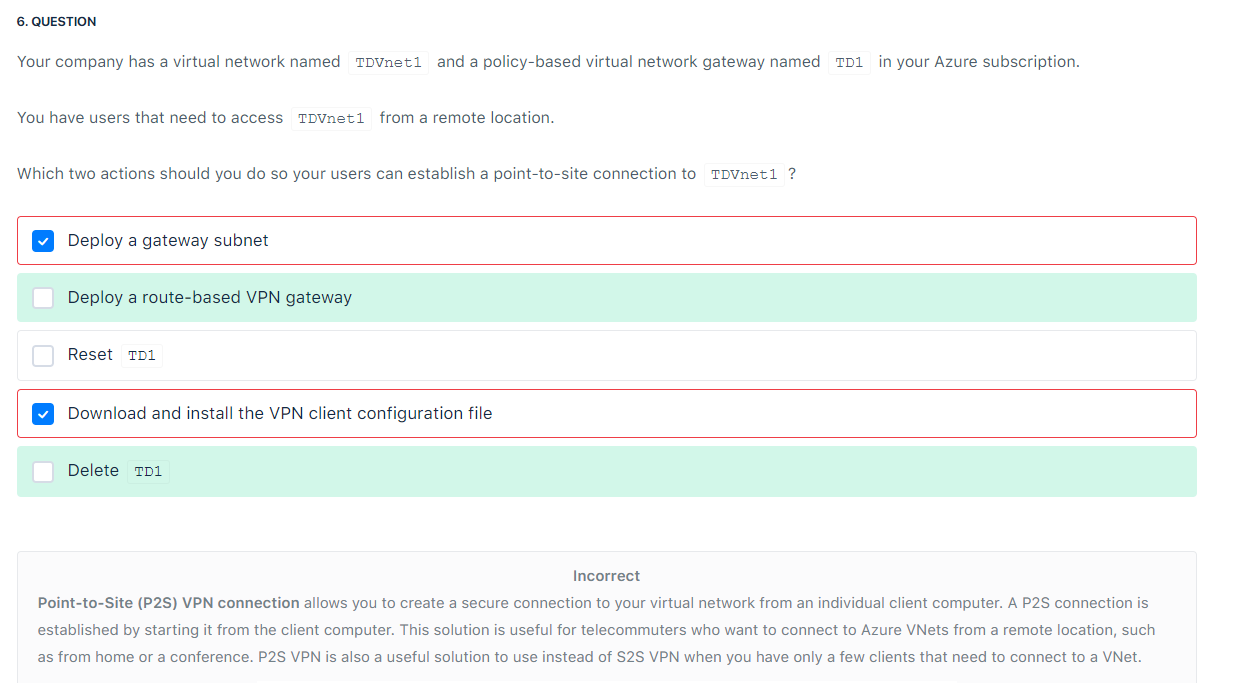 6. QUESTION
Your company has a virtual network named TDVnet1 and a policy-based virtual network gateway named TD1 in your Azure subscription.
You have users that need to access TDVnet1 from a remote location.
Which two actions should you do so your users can establish a point-to-site connection to TDVnet1 ?
Deploy a gateway subnet
Deploy a route-based VPN gateway
Reset TD1
Download and install the VPN client configuration file
Delete TD1
Incorrect
Point-to-Site (P2S) VPN connection allows you to create a secure connection to your virtual network from an individual client computer. A P2S connection is
established by starting it from the client computer. This solution is useful for telecommuters who want to connect to Azure VNets from a remote location, such
as from home or a conference. P2S VPN is also a useful solution to use instead of S2S VPN when you have only a few clients that need to connect to a VNet.